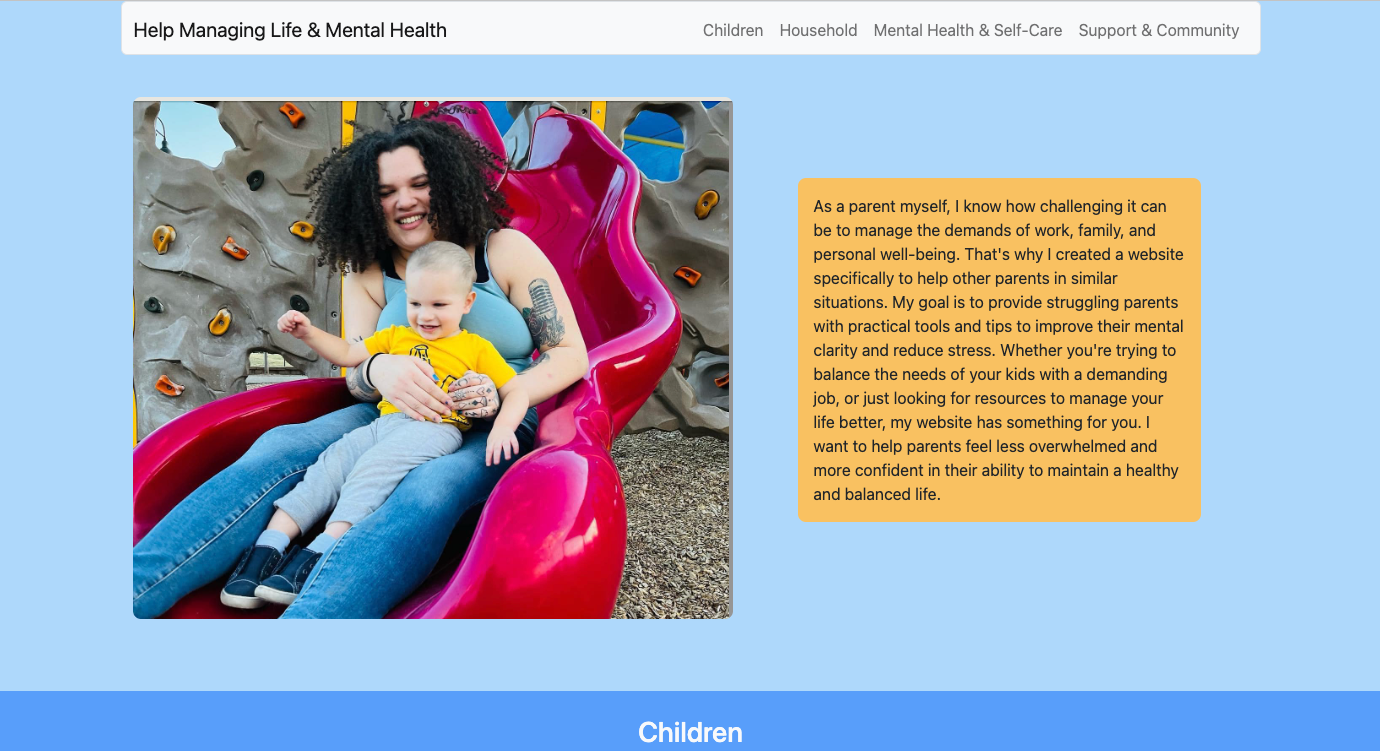 Help Managing Life & Mental Health
Children Household Mental Health & Self-Care Support & Community
As a parent myself, I know how challenging it can
be to manage the demands of work, family, and
personal well-being. That's why I created a website
specifically to help other parents in similar
situations. My goal is to provide struggling parents
with practical tools and tips to improve their mental
clarity and reduce stress. Whether you're trying to
balance the needs of your kids with a demanding
job, or just looking for resources to manage your
life better, my website has something for you. I
want to help parents feel less overwhelmed and
more confident in their ability to maintain a healthy
and balanced life.
Children